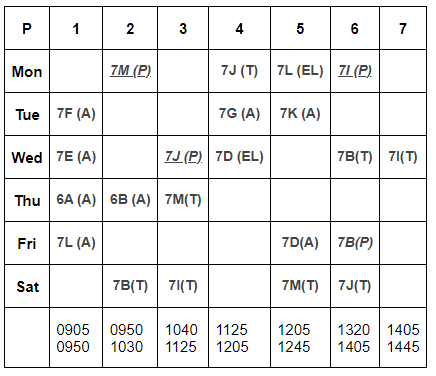 P 1 2 3 4 5 6 7
Mon 7M (P) 7J (T) 7L (EL) 7I (P)
Tue 7F (A) 7G (A) 7K (A)
Wed 7E (A) 7J (P) 7D (EL) 7B(T) 7I(T)
Thu 6A (A) 6B (A) 7M(T)
Fri 7L (A) 7D(A) 7B(P)
Sat 7B(T) 7I(T) 7M(T) 7J(T)
0905 0950 1040 1125 1205 1320 1405
0950 1030 1125 1205 1245 1405 1445